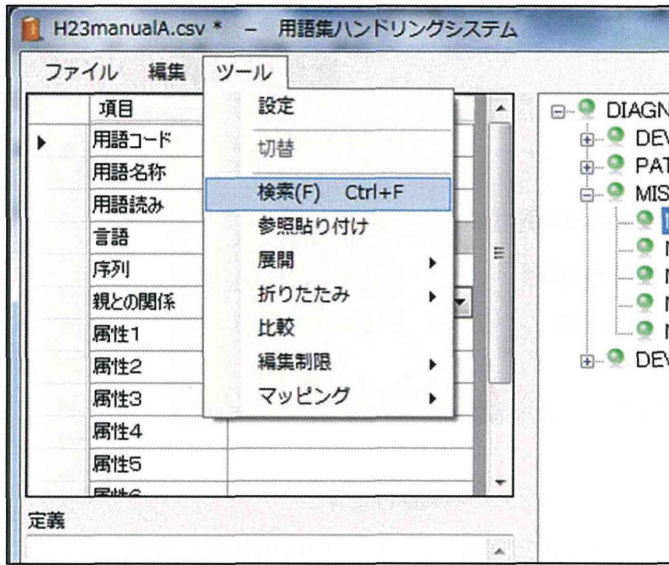 H23manualA.csv * – 用語集ハンドリングシステム
ファイル 編集 ツール
項目
用語コード
用語名称
用語読み
言語
序列
親との関係
属性1
属性2
属性3
属性4
属性5
設定
切替
検索(F) Ctrl+F
参照貼り付け
展開
折りたたみ
比較
編集制限
マッピング
DIAGN
DEV
PAT
MIS
DEV
定義